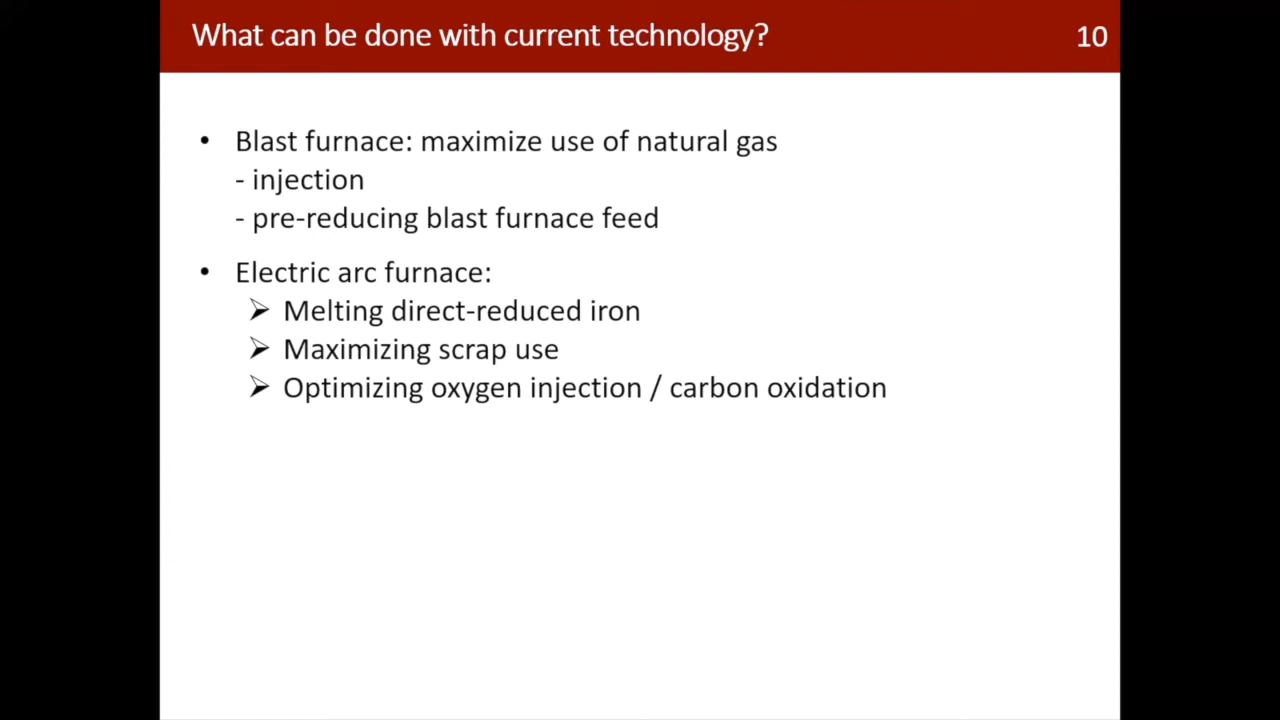 What can be done with current technology? 10
• Blast furnace: maximize use of natural gas
- injection
- pre-reducing blast furnace feed
• Electric arc furnace:
➢ Melting direct-reduced iron
➢ Maximizing scrap use
➢ Optimizing oxygen injection / carbon oxidation